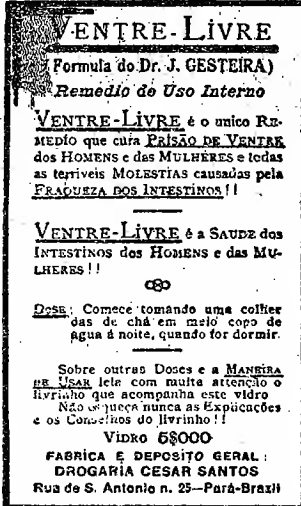 VENTRE-LIVRE
(Formula do Dr. J. GESTEIRA)
Remedio de Uso Interno
VENTRE-LIVRE é o unico RE-
MEDIO que cura PRISÃO DE VENTRE
dos HOMENS e das MULHERES e todas
as terriveis MOLESTIAS causadas pela
FRAQUEZA DOS INTESTINOS!!
VENTRE-LIVRE é a SAUDE dos
INTESTINOS dos HOMENS e das MU-
LHERES!!
DOSE: Comece tomando uma colher
das de chá em meio copo de
agua á noite, quando for dormir.
Sobre outras Doses e a MANEIRA
DE USAR leia com muita attenção o
livrinho que acompanha este vidro
Não esqueça nunca as Explicações
e os Conselhos do livrinho!!
VIDRO 5$000
FABRICA E DEPOSITO GERAL:
DROGARIA CESAR SANTOS
Rua de S. Antonio n. 25—Pará-Brazil